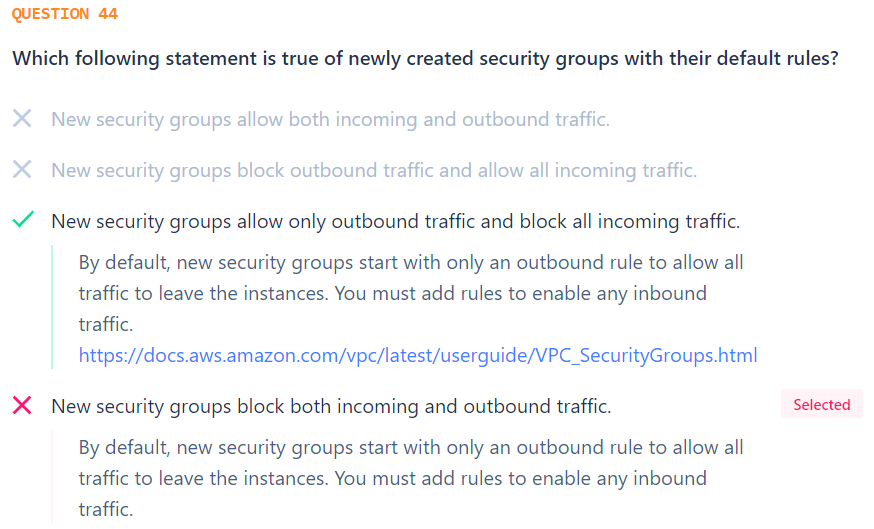 QUESTION 44
Which following statement is true of newly created security groups with their default rules?
New security groups allow both incoming and outbound traffic.
New security groups block outbound traffic and allow all incoming traffic.
New security groups allow only outbound traffic and block all incoming traffic.
By default, new security groups start with only an outbound rule to allow all
traffic to leave the instances. You must add rules to enable any inbound
traffic.
https://docs.aws.amazon.com/vpc/latest/userguide/VPC_SecurityGroups.html
New security groups block both incoming and outbound traffic.
Selected
By default, new security groups start with only an outbound rule to allow all
traffic to leave the instances. You must add rules to enable any inbound
traffic.